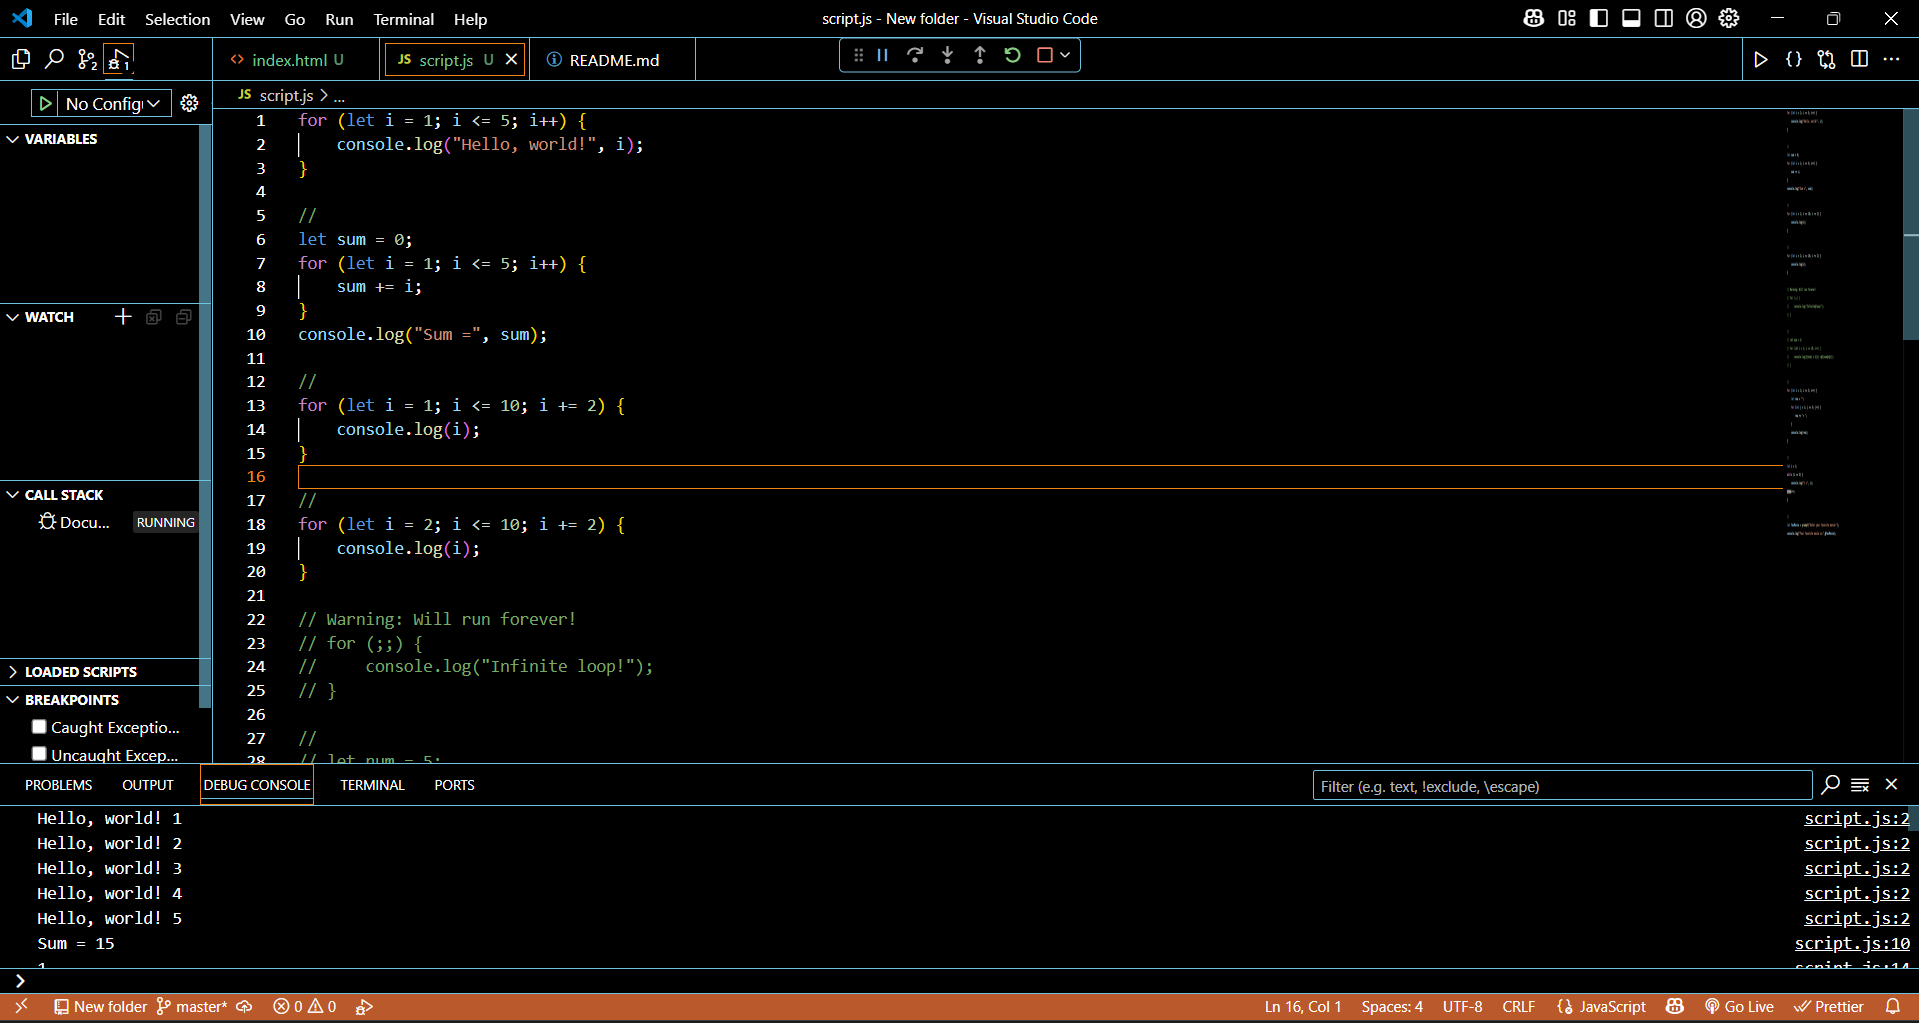 File Edit Selection View Go Run Terminal Help
script.js - New folder - Visual Studio Code
2
1
index.html U
JS script.js U
README.md
No Config
JS script.js > ...
VARIABLES
WATCH
CALL STACK
Docu... RUNNING
LOADED SCRIPTS
BREAKPOINTS
Caught Exceptio...
Uncaught Excep...
1 for (let i = 1; i <= 5; i++) {
2     console.log("Hello, world!", i);
3 }
4
5 //
6 let sum = 0;
7 for (let i = 1; i <= 5; i++) {
8     sum += i;
9 }
10 console.log("Sum =", sum);
11
12 //
13 for (let i = 1; i <= 10; i += 2) {
14     console.log(i);
15 }
16
17 //
18 for (let i = 2; i <= 10; i += 2) {
19     console.log(i);
20 }
21
22 // Warning: Will run forever!
23 // for (;;) {
24 //     console.log("Infinite loop!");
25 // }
26
27 //
28 // let num = 5;
PROBLEMS OUTPUT DEBUG CONSOLE TERMINAL PORTS
Filter (e.g. text, !exclude, \escape)
Hello, world! 1 script.js:2
Hello, world! 2 script.js:2
Hello, world! 3 script.js:2
Hello, world! 4 script.js:2
Hello, world! 5 script.js:2
Sum = 15 script.js:10
1 script.js:14
>
New folder master* 0 0
Ln 16, Col 1 Spaces: 4 UTF-8 CRLF {} JavaScript Go Live Prettier